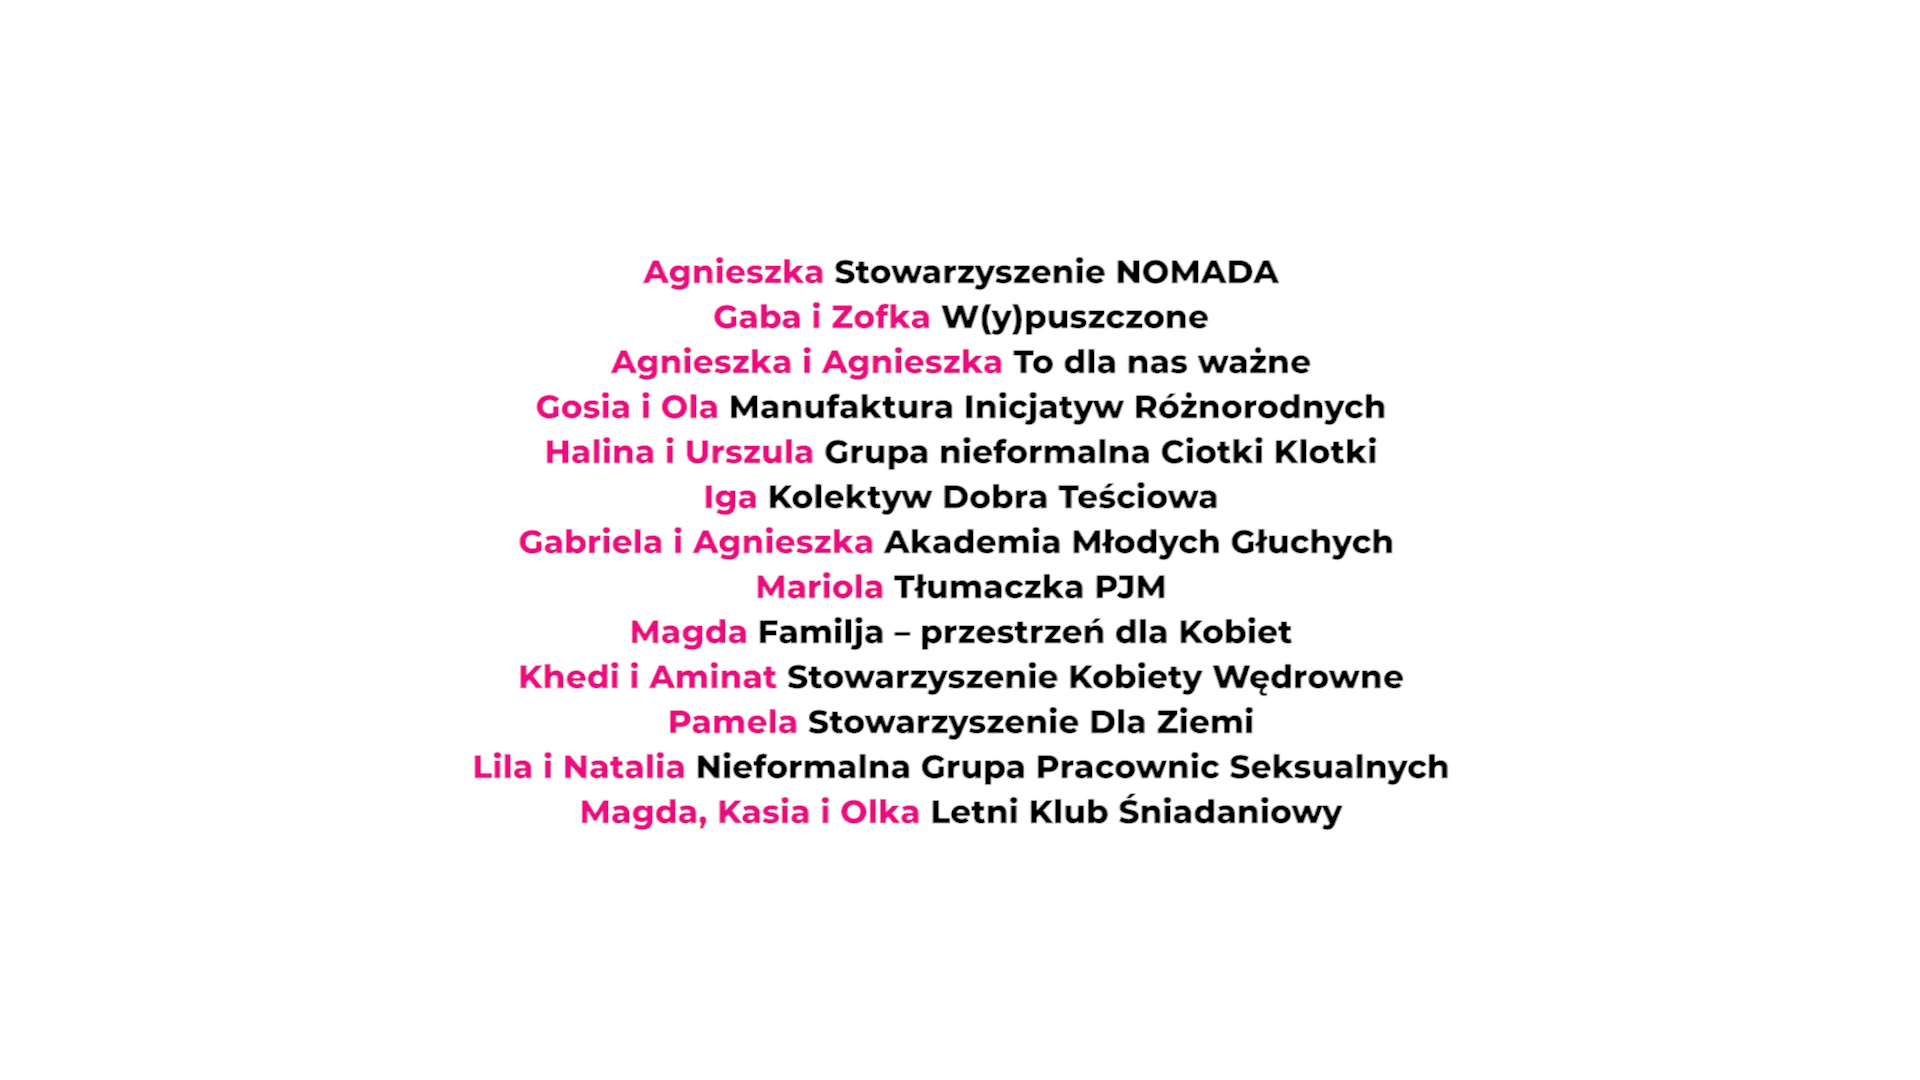 Agnieszka Stowarzyszenie NOMADA
Gaba i Zofka W(y)puszczone
Agnieszka i Agnieszka To dla nas ważne
Gosia i Ola Manufaktura Inicjatyw Różnorodnych
Halina i Urszula Grupa nieformalna Ciotki Klotki
Iga Kolektyw Dobra Teściowa
Gabriela i Agnieszka Akademia Młodych Głuchych
Mariola Tłumaczka PJM
Magda Familja – przestrzeń dla Kobiet
Khedi i Aminat Stowarzyszenie Kobiety Wędrowne
Pamela Stowarzyszenie Dla Ziemi
Lila i Natalia Nieformalna Grupa Pracownic Seksualnych
Magda, Kasia i Olka Letni Klub Śniadaniowy